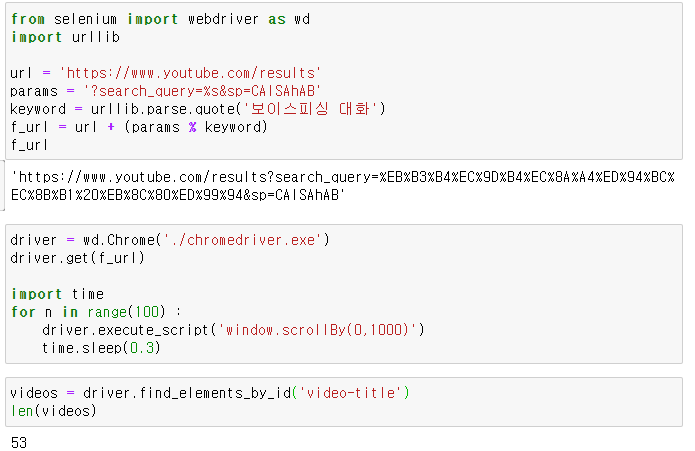 from selenium import webdriver as wd
import urllib
url = 'https://www.youtube.com/results'
params = '?search_query=%s&sp=CAISAhAB'
keyword = urllib.parse.quote('보이스피싱 대화')
f_url = url + (params % keyword)
f_url
'https://www.youtube.com/results?search_query=%EB%B3%B4%EC%9D%B4%EC%8A%A4%ED%94%BC%
EC%8B%B1%20%EB%8C%80%ED%99%94&sp=CAISAhAB'
driver = wd.Chrome('./chromedriver.exe')
driver.get(f_url)
import time
for n in range(100) :
    driver.execute_script('window.scrollBy(0,1000)')
    time.sleep(0.3)
videos = driver.find_elements_by_id('video-title')
len(videos)
53